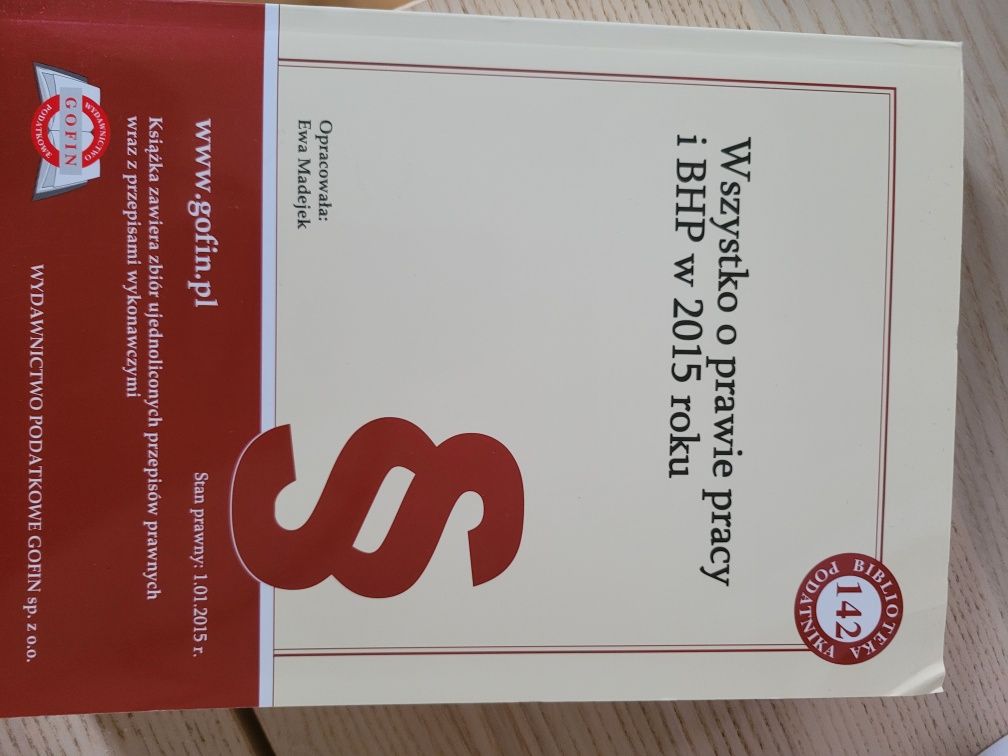 BIBLIOTEKA
142
PODATNIKA
Wszystko o prawie pracy
i BHP w 2015 roku
Opracowała:
Ewa Madejek
§
www.gofin.pl
Stan prawny: 1.01.2015 r.
Książka zawiera zbiór ujednoliconych przepisów prawnych
wraz z przepisami wykonawczymi
WYDAWNICTWO
GOFIN
PODATKOWE
WYDAWNICTWO PODATKOWE GOFIN sp. z o.o.